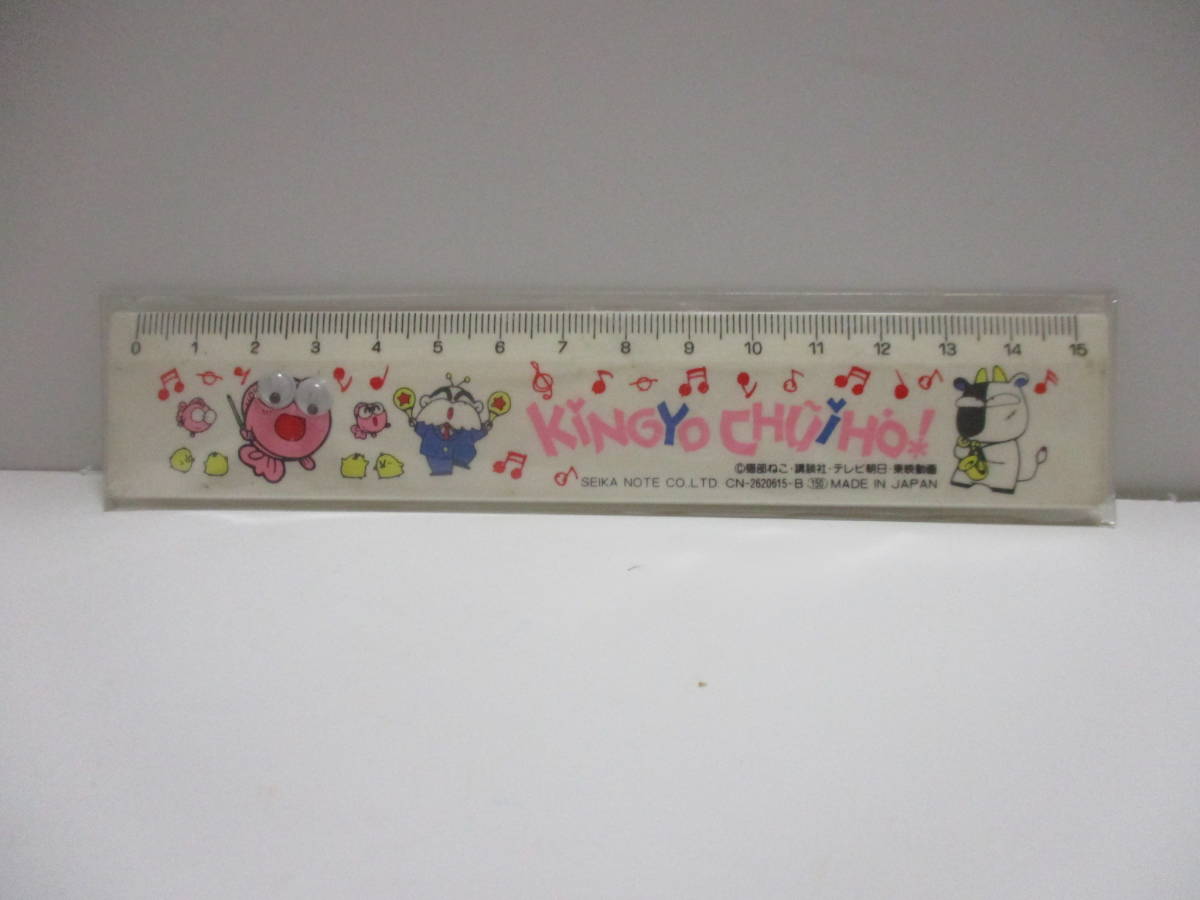 0 1 2 3 4 5 6 7 8 9 10 11 12 13 14 15
KiNGYO CHŪiHŌ!
©猫部ねこ・講談社・テレビ朝日・東映動画
SEIKA NOTE CO.,LTD. CN-2620615-B 150 MADE IN JAPAN